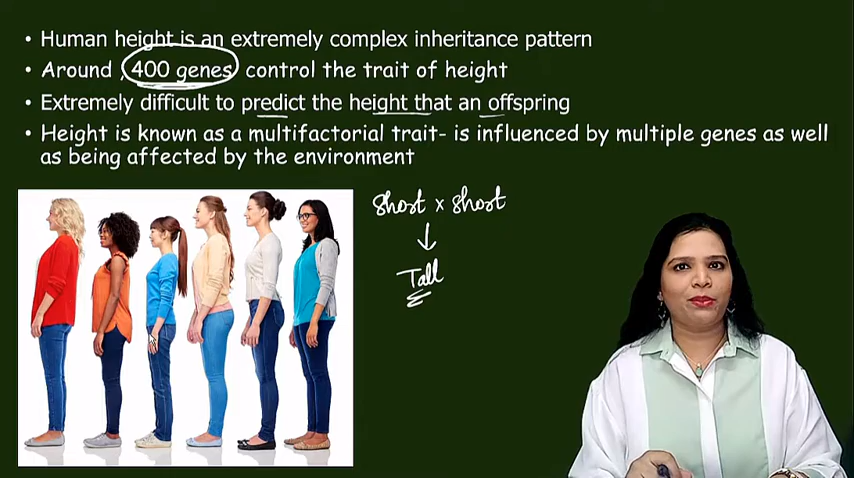 • Human height is an extremely complex inheritance pattern
• Around , 400 genes control the trait of height
• Extremely difficult to predict the height that an offspring
• Height is known as a multifactorial trait- is influenced by multiple genes as well
as being affected by the environment
Short x Short
↓
Tall